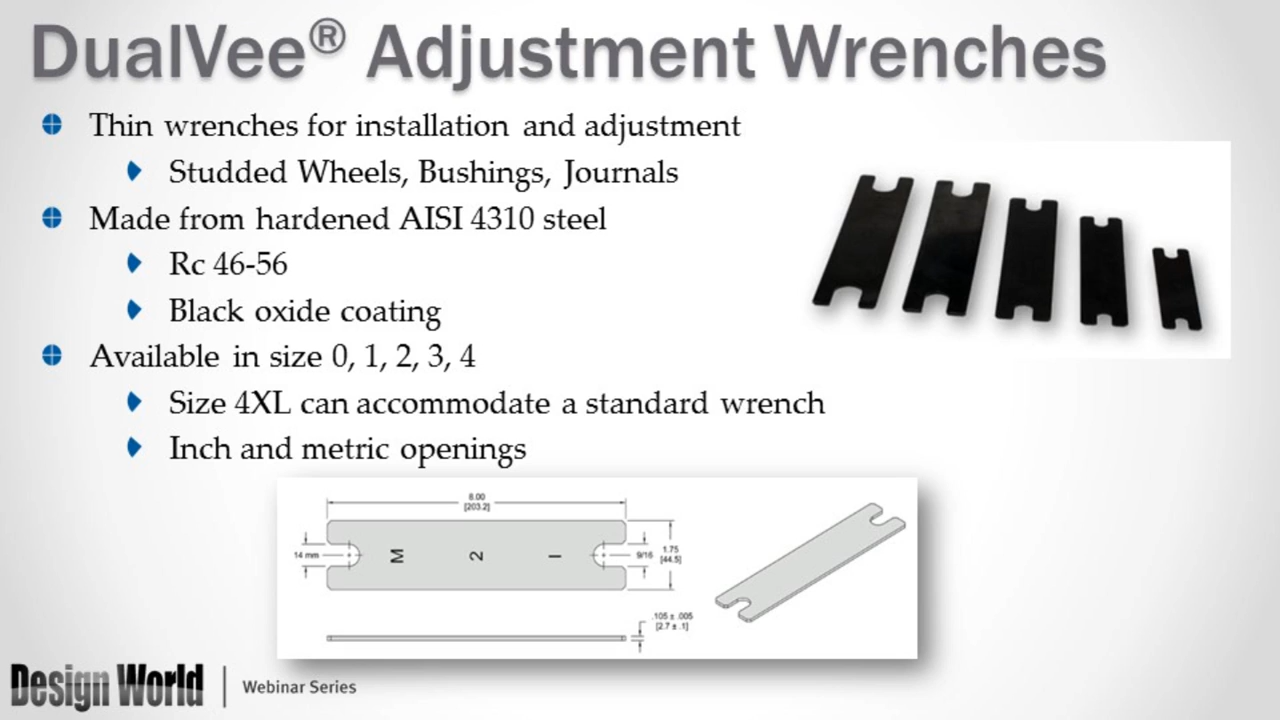 DualVee® Adjustment Wrenches
Thin wrenches for installation and adjustment
Studded Wheels, Bushings, Journals
Made from hardened AISI 4310 steel
Rc 46-56
Black oxide coating
Available in size 0, 1, 2, 3, 4
Size 4XL can accommodate a standard wrench
Inch and metric openings
8.00
[203.2]
14 mm
M 2 I
9/16
1.75
[44.5]
.105 ± .005
[2.7 ± .1]
Design World
Webinar Series